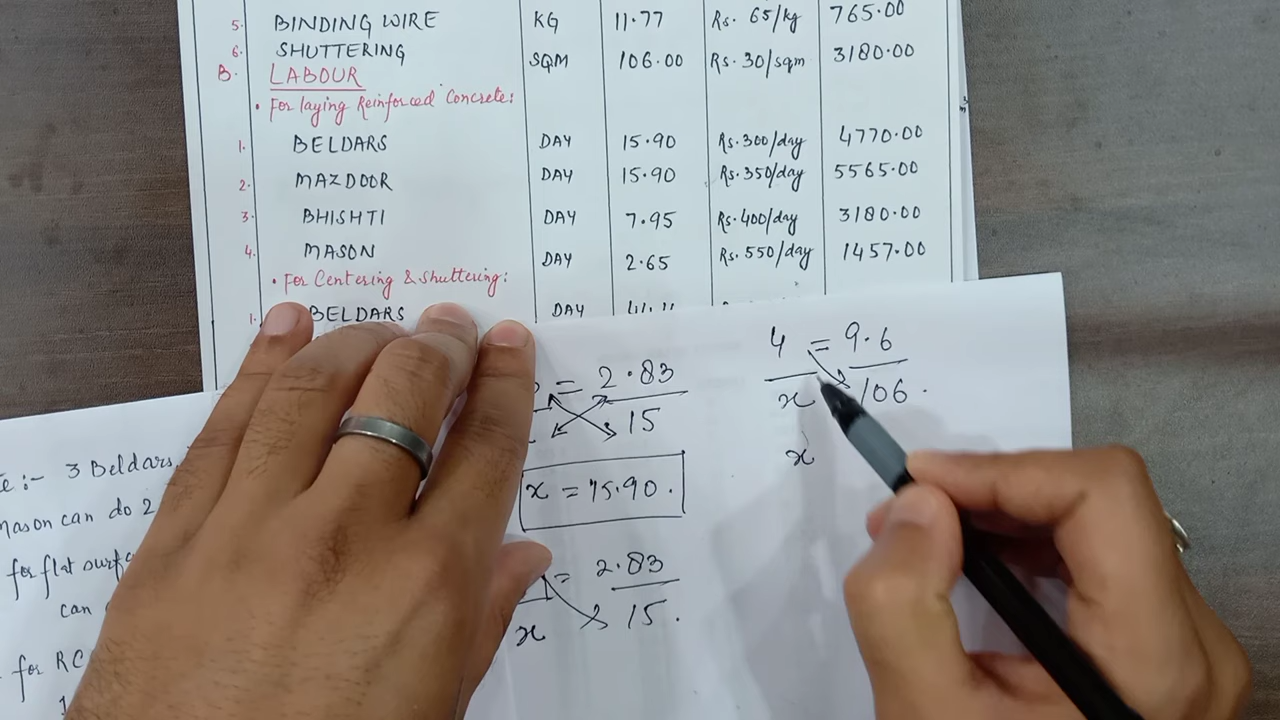 5. BINDING WIRE KG 11.77 Rs. 65/kg 765.00
6. SHUTTERING SQM 106.00 Rs. 30/sqm 3180.00
B. LABOUR
• For laying Reinforced Concrete:
1. BELDARS DAY 15.90 Rs. 300/day 4770.00
2. MAZDOOR DAY 15.90 Rs. 350/day 5565.00
3. BHISHTI DAY 7.95 Rs. 400/day 3180.00
4. MASON DAY 2.65 Rs. 550/day 1457.00
• For Centering & Shuttering:
1. BELDARS DAY
:- 3 Beldars,
can do 2
for flat
can
for RC
= 2.83
15
x = 15.90.
= 2.83
x 15.
4 = 9.6
x 106.
x